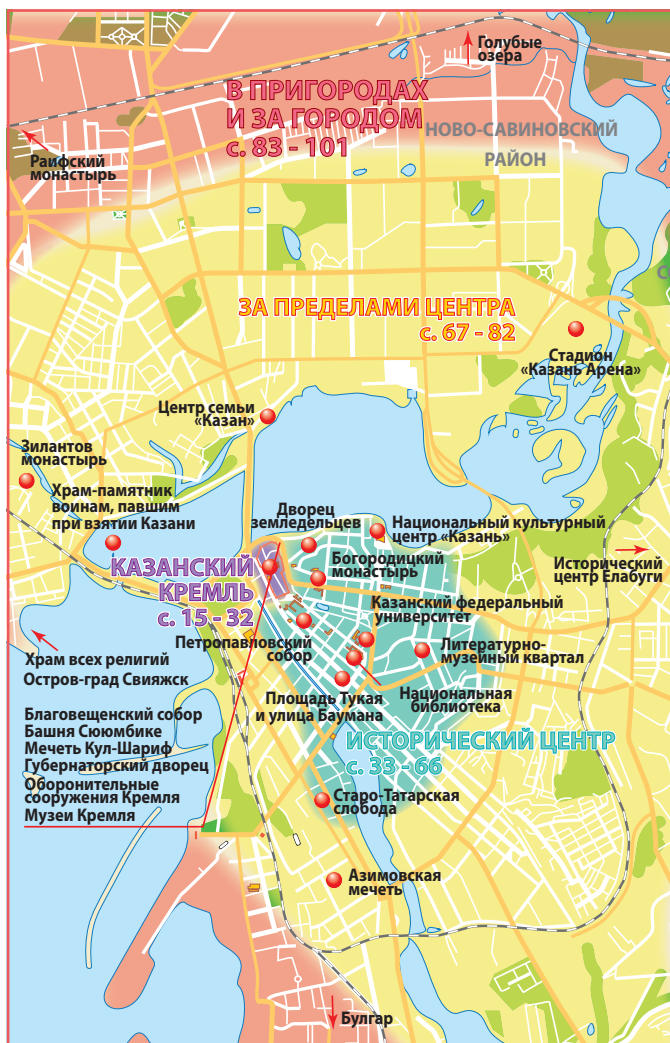 Голубые
озера
В ПРИГОРОДАХ
И ЗА ГОРОДОМ
с. 83 - 101
НОВО-САВИНОВСКИЙ
РАЙОН
Раифский
монастырь
С
ЗА ПРЕДЕЛАМИ ЦЕНТРА
с. 67 - 82
Стадион
«Казань Арена»
Центр семьи
«Казан»
Зилантов
монастырь
Храм-памятник
воинам, павшим
при взятии Казани
Дворец
земледельцев
Национальный культурный
центр «Казань»
КАЗАНСКИЙ
КРЕМЛЬ
с. 15 - 32
Богородицкий
монастырь
Исторический
центр Елабуги
Казанский федеральный
университет
Петропавловский
собор
Литературно-
музейный квартал
Храм всех религий
Остров-град Свияжск
Площадь Тукая
и улица Баумана
Национальная
библиотека
Благовещенский собор
Башня Сююмбике
Мечеть Кул-Шариф
Губернаторский дворец
Оборонительные
сооружения Кремля
Музеи Кремля
ИСТОРИЧЕСКИЙ ЦЕНТР
с. 33 - 66
Старо-Татарская
слобода
Азимовская
мечеть
Булгар